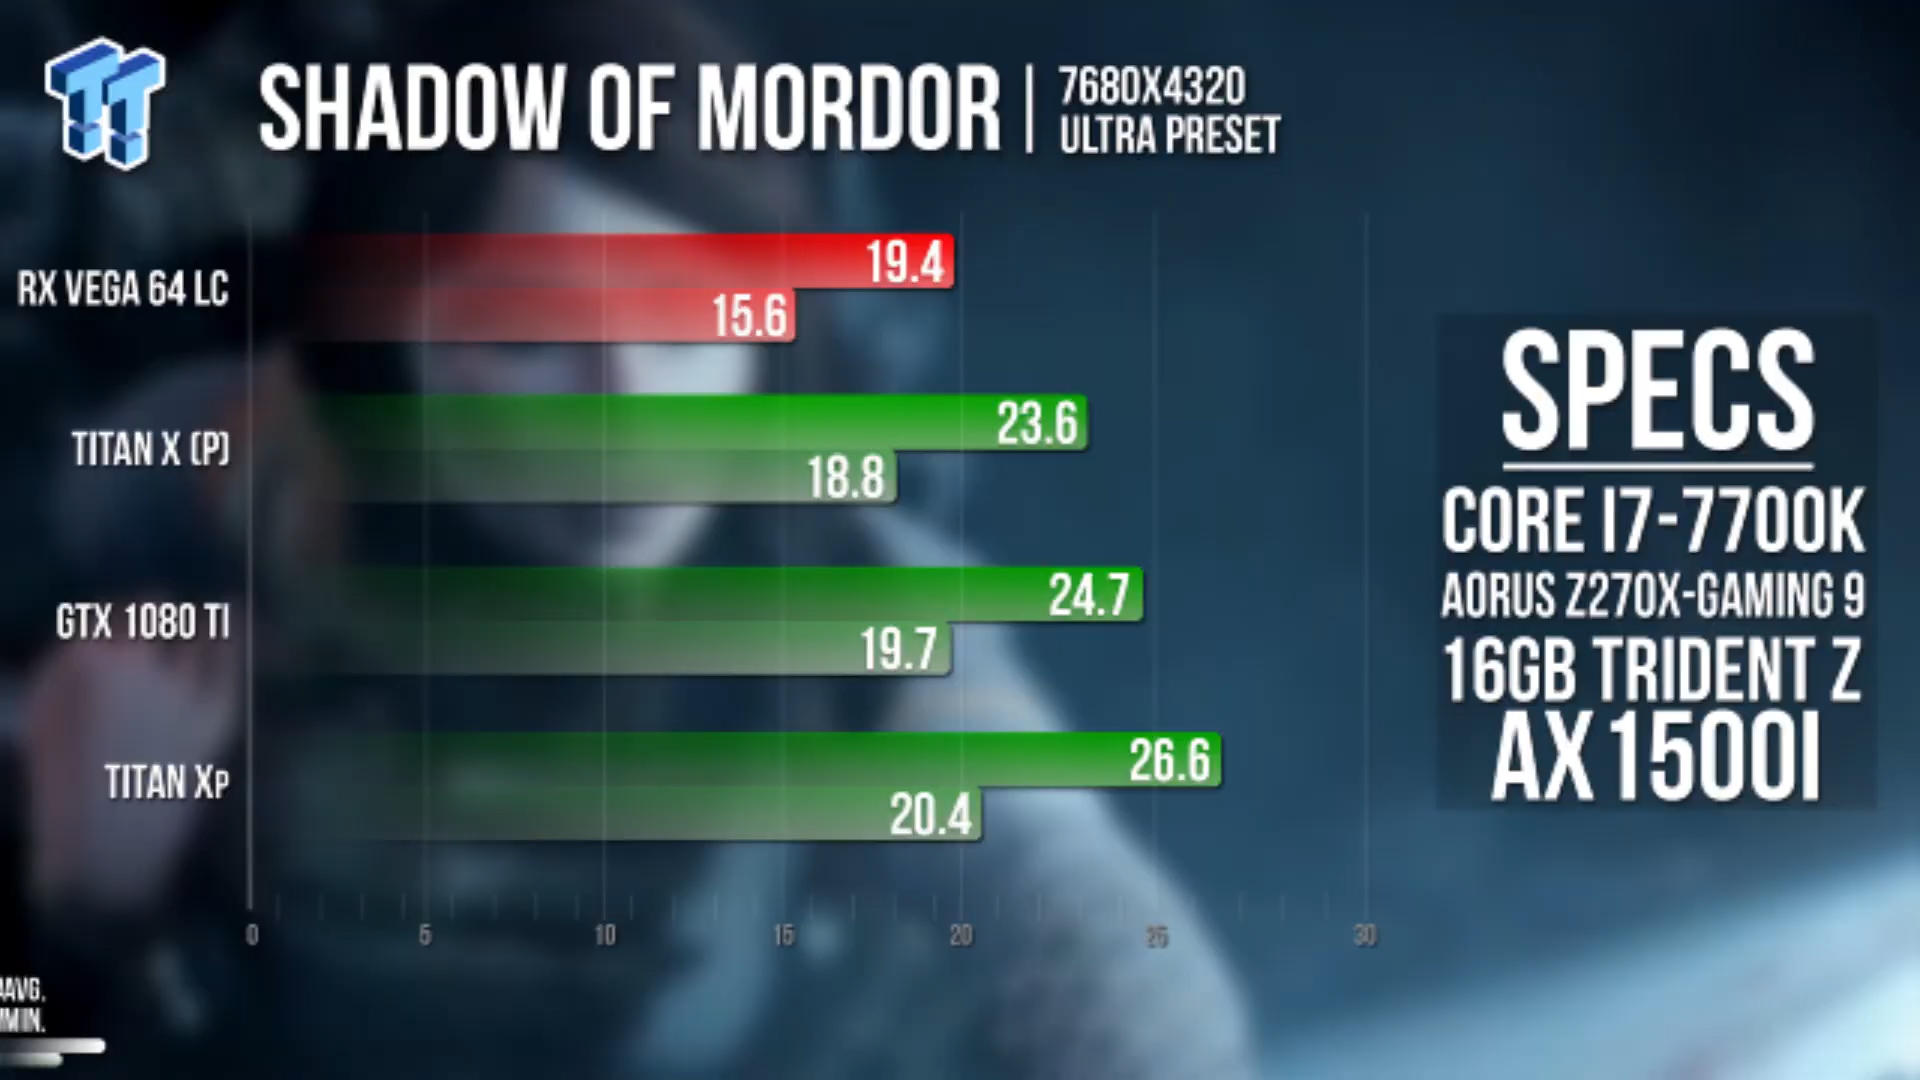 SHADOW OF MORDOR
7680X4320
ULTRA PRESET
RX VEGA 64 LC
19.4
15.6
TITAN X (P)
23.6
18.8
GTX 1080 TI
24.7
19.7
TITAN XP
26.6
20.4
0 5 10 15 20 25 30
AVG.
MIN.
SPECS
CORE I7-7700K
AORUS Z270X-GAMING 9
16GB TRIDENT Z
AX1500I